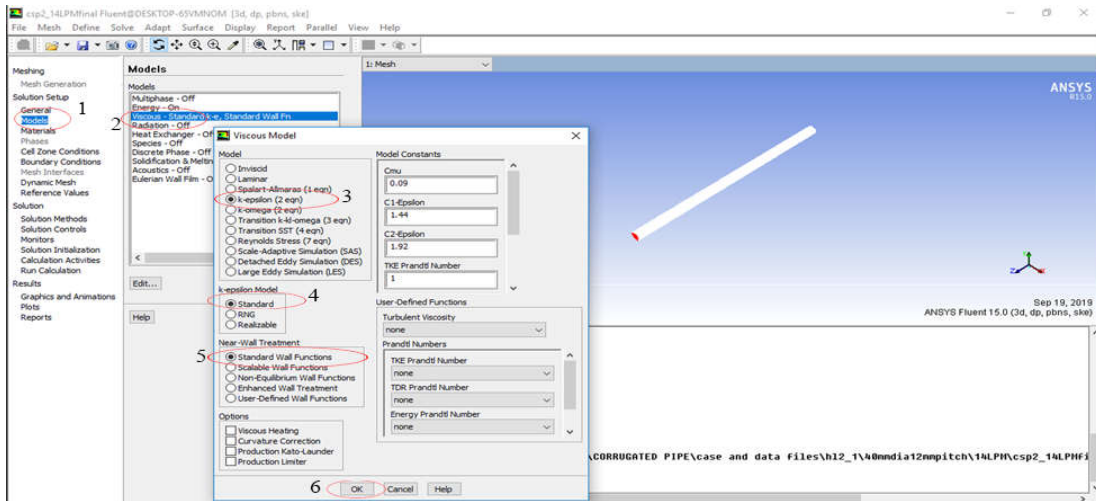 csp2_14LPMfinal Fluent@DESKTOP-65VMNOM [3d, dp, pbns, ske]
File Mesh Define Solve Adapt Surface Display Report Parallel View Help
Meshing
Mesh Generation
Solution Setup
General
Models
Materials
Phases
Cell Zone Conditions
Boundary Conditions
Mesh Interfaces
Dynamic Mesh
Reference Values
Solution
Solution Methods
Solution Controls
Monitors
Solution Initialization
Calculation Activities
Run Calculation
Results
Graphics and Animations
Plots
Reports
1
Models
Models
Multiphase - Off
Energy - On
Viscous - Standard k-e, Standard Wall Fn
Radiation - Off
Heat Exchanger - Off
Species - Off
Discrete Phase - Off
Solidification & Meltin
Acoustics - Off
Eulerian Wall Film - O
2
Edit...
Help
Viscous Model
Model
Inviscid
Laminar
Spalart-Allmaras (1 eqn)
k-epsilon (2 eqn)
3
k-omega (2 eqn)
Transition k-kl-omega (3 eqn)
Transition SST (4 eqn)
Reynolds Stress (7 eqn)
Scale-Adaptive Simulation (SAS)
Detached Eddy Simulation (DES)
Large Eddy Simulation (LES)
k-epsilon Model
4
Standard
RNG
Realizable
Near-Wall Treatment
5
Standard Wall Functions
Scalable Wall Functions
Non-Equilibrium Wall Functions
Enhanced Wall Treatment
User-Defined Wall Functions
Options
Viscous Heating
Curvature Correction
Production Kato-Launder
Production Limiter
Model Constants
Cmu
0.09
C1-Epsilon
1.44
C2-Epsilon
1.92
TKE Prandtl Number
1
User-Defined Functions
Turbulent Viscosity
none
Prandtl Numbers
TKE Prandtl Number
none
TDR Prandtl Number
none
Energy Prandtl Number
none
6
OK Cancel Help
1: Mesh
ANSYS
R15.0
Y
Z X
Sep 19, 2019
ANSYS Fluent 15.0 (3d, dp, pbns, ske)
\CORRUGATED PIPE\case and data files\hl2_1\40mmdia12mmpitch\14LPM\csp2_14LPMfi